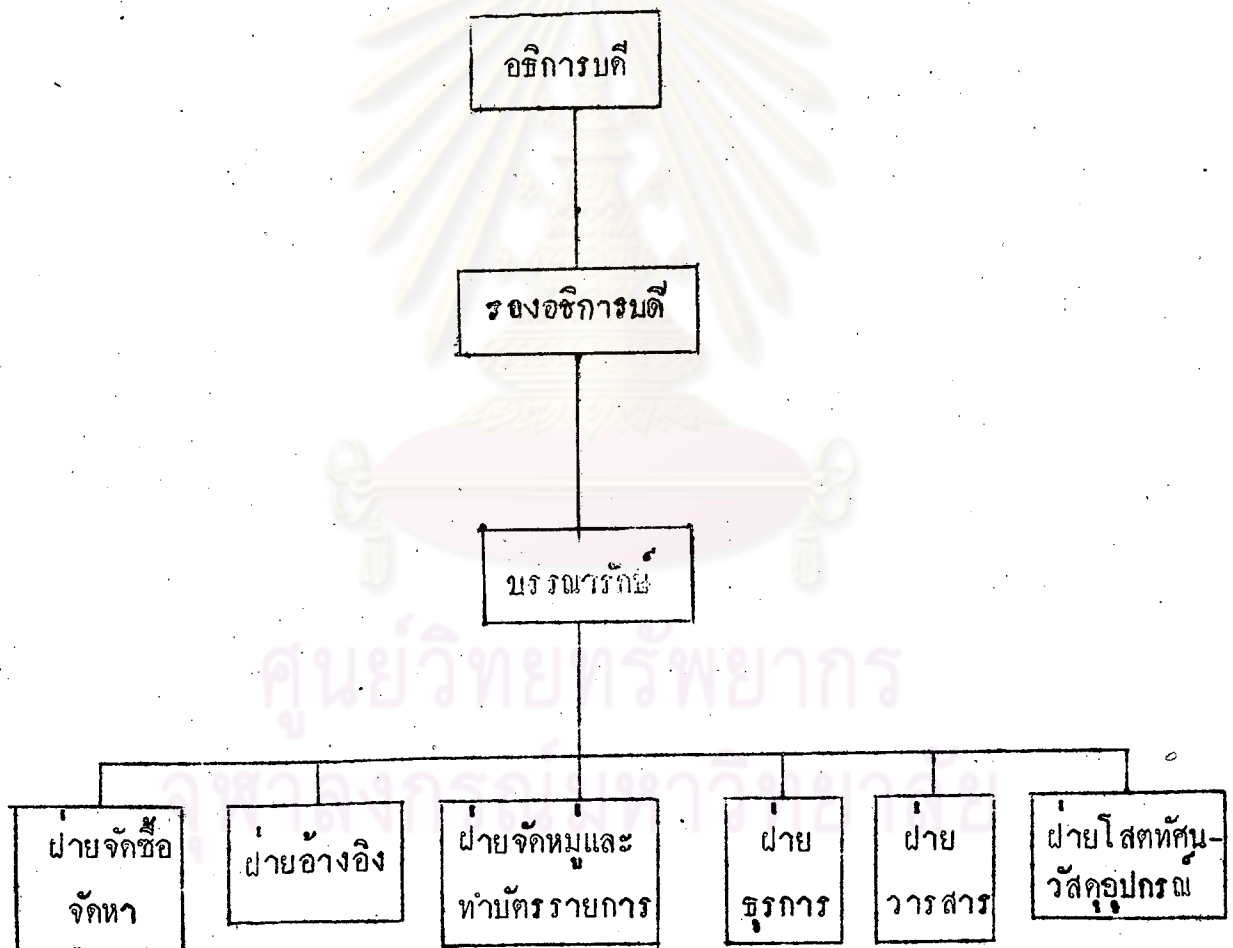 อธิการบดี
รองอธิการบดี
บรรณารักษ์
ศูนย์วิทยทรัพยากร
จุฬาลงกรณ์มหาวิทยาลัย
ฝ่ายจัดซื้อ
จัดหา
ฝ่ายอ้างอิง
ฝ่ายจัดหมู่และ
ทำบัตรรายการ
ฝ่าย
ธุรการ
ฝ่าย
วารสาร
ฝ่ายโสตทัศน-
วัสดุอุปกรณ์